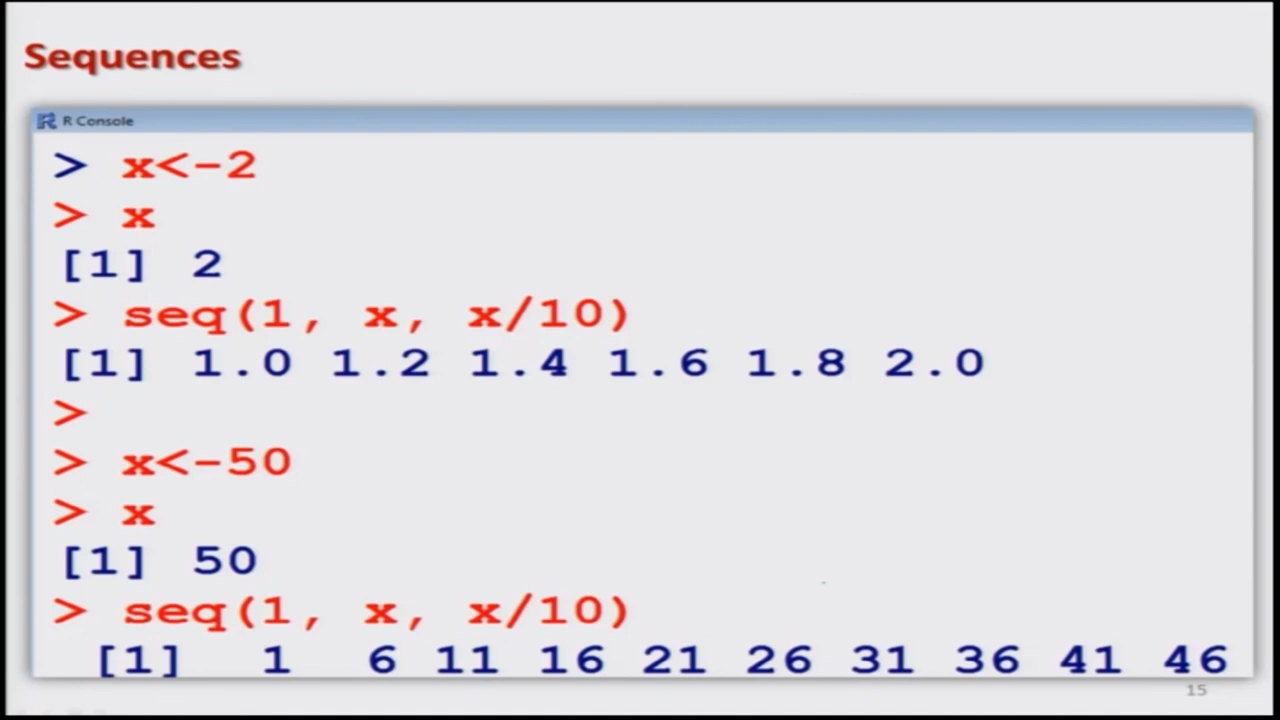 Sequences
R Console
> x<-2
> x
[1] 2
> seq(1, x, x/10)
[1] 1.0 1.2 1.4 1.6 1.8 2.0
>
> x<-50
> x
[1] 50
> seq(1, x, x/10)
[1] 1 6 11 16 21 26 31 36 41 46
15